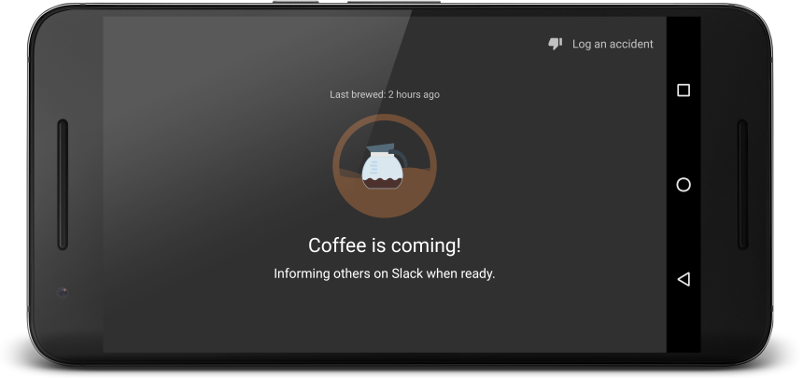 Log an accident
Last brewed: 2 hours ago
Coffee is coming!
Informing others on Slack when ready.